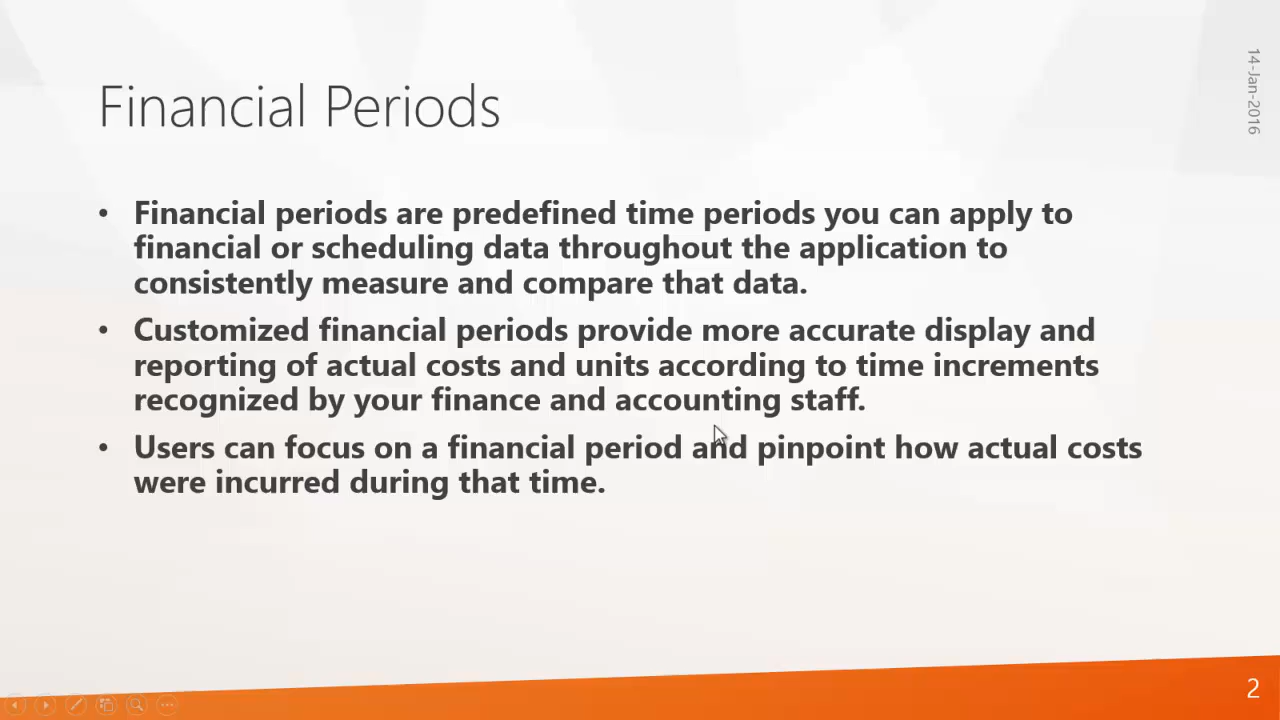 14-Jan-2016
Financial Periods
• Financial periods are predefined time periods you can apply to
financial or scheduling data throughout the application to
consistently measure and compare that data.
• Customized financial periods provide more accurate display and
reporting of actual costs and units according to time increments
recognized by your finance and accounting staff.
• Users can focus on a financial period and pinpoint how actual costs
were incurred during that time.
2